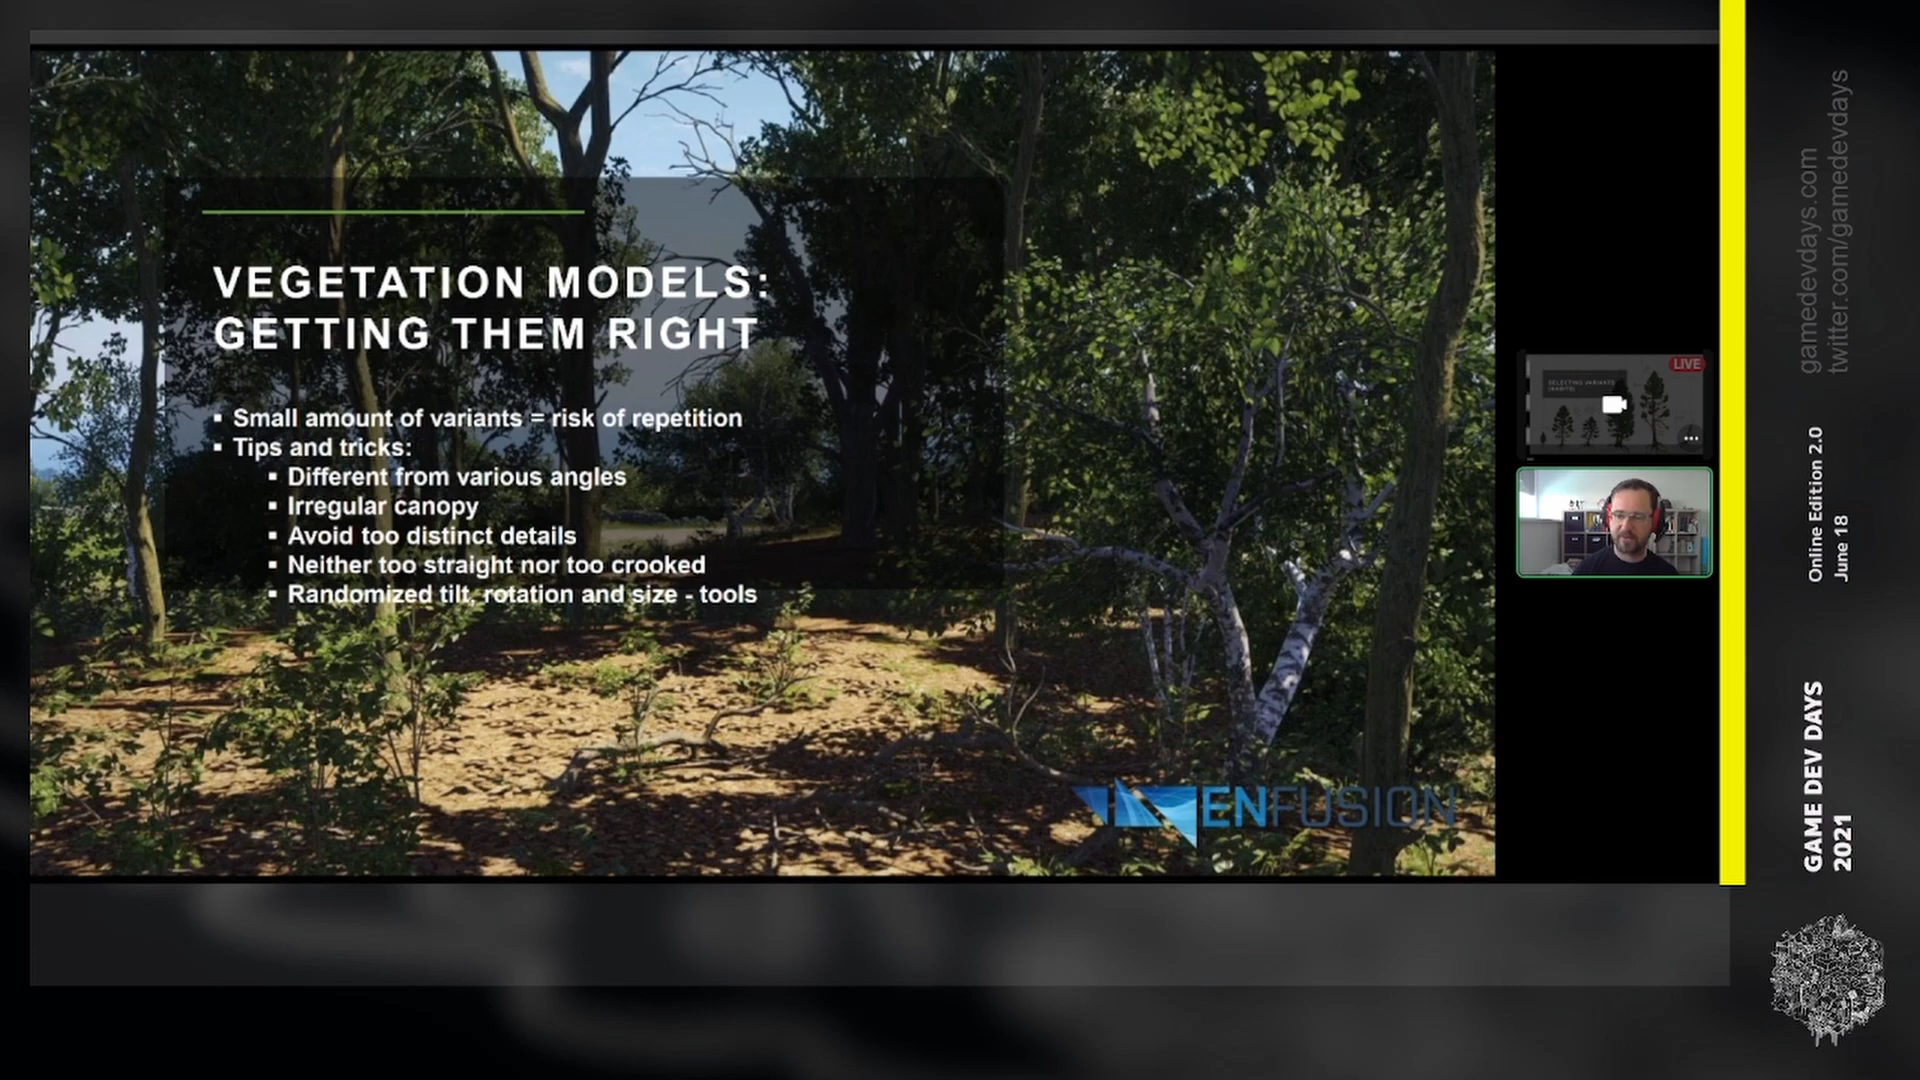 VEGETATION MODELS:
GETTING THEM RIGHT
▪ Small amount of variants = risk of repetition
▪ Tips and tricks:
▪ Different from various angles
▪ Irregular canopy
▪ Avoid too distinct details
▪ Neither too straight nor too crooked
▪ Randomized tilt, rotation and size - tools
ENFUSION
LIVE
SELECTING VARIANTS
gamedevdays.com
twitter.com/gamedevdays
Online Edition 2.0
June 18
GAME DEV DAYS
2021